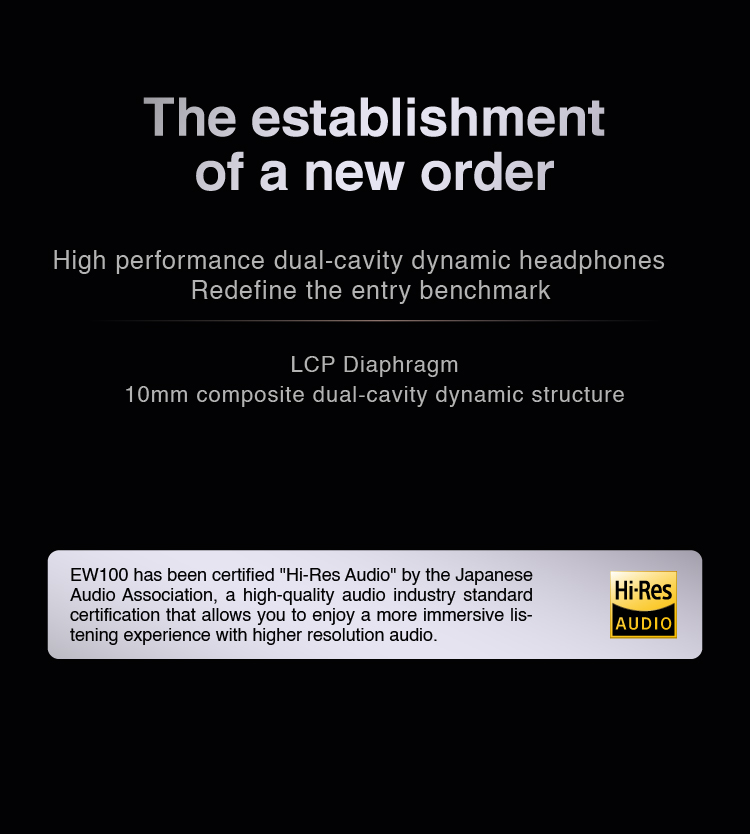 The establishment
of a new order
High performance dual-cavity dynamic headphones
Redefine the entry benchmark
LCP Diaphragm
10mm composite dual-cavity dynamic structure
EW100 has been certified "Hi-Res Audio" by the Japanese
Audio Association, a high-quality audio industry standard
certification that allows you to enjoy a more immersive lis-
tening experience with higher resolution audio.
Hi-Res
AUDIO